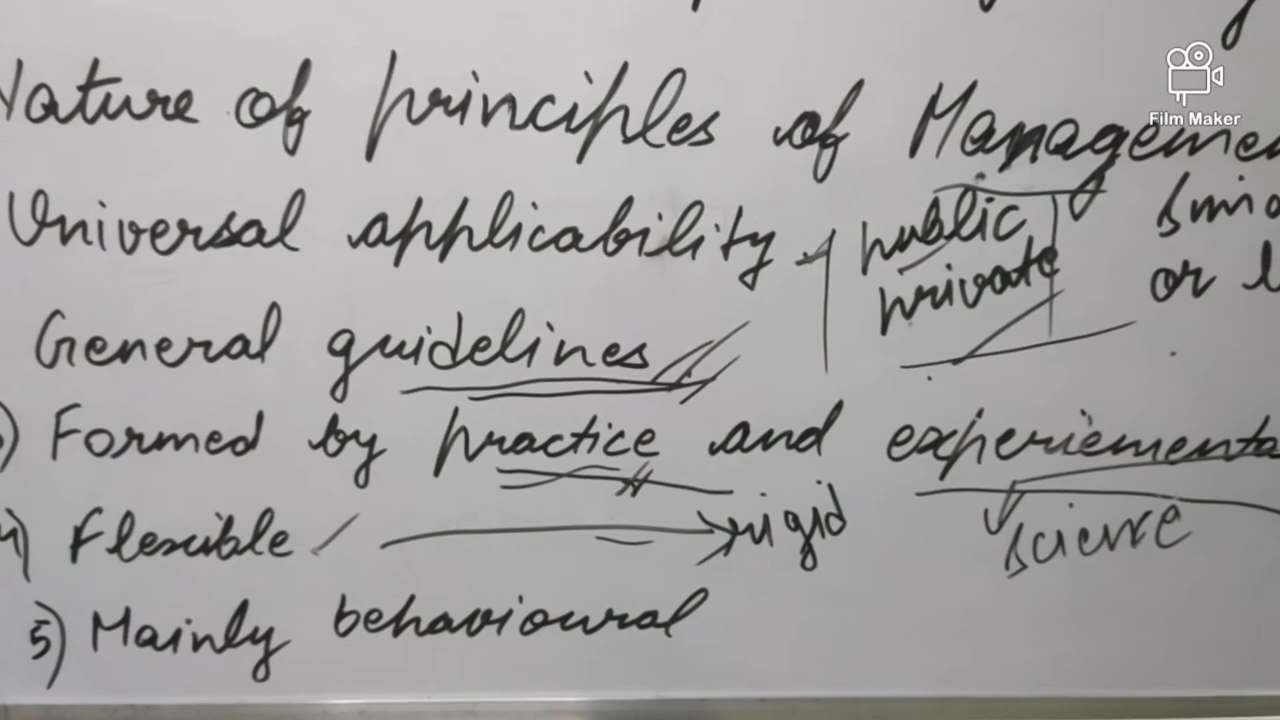 Nature of principles of Managemen
Universal applicability public
private
General guidelines
or
) Formed by practice and experiementa
science
4) Flexible rigid
5) Mainly behavioural
Film Maker